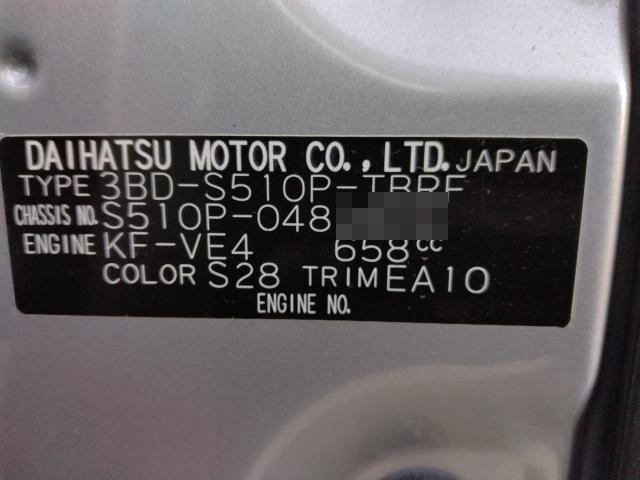 DAIHATSU MOTOR CO., LTD. JAPAN
TYPE 3BD-S510P-TBRF
CHASSIS NO. S510P-048
ENGINE KF-VE4 658cc
COLOR S28 TRIM EA10
ENGINE NO.